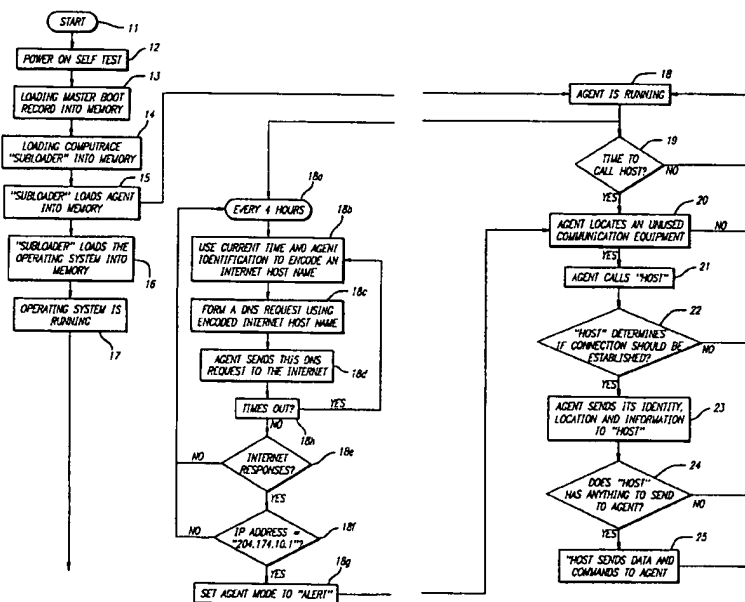 START
11
POWER ON SELF TEST
12
13
LOADING MASTER BOOT
RECORD INTO MEMORY
14
LOADING COMPUTRACE
"SUBLOADER" INTO MEMORY
15
"SUBLOADER" LOADS AGENT
INTO MEMORY
"SUBLOADER" LOADS THE
OPERATING SYSTEM INTO
MEMORY
16
OPERATING SYSTEM IS
RUNNING
17
18a
EVERY 4 HOURS
18b
USE CURRENT TIME AND AGENT
IDENTIFICATION TO ENCODE AN
INTERNET HOST NAME
18c
FORM A DNS REQUEST USING
ENCODED INTERNET HOST NAME
AGENT SENDS THIS DNS
REQUEST TO THE INTERNET
18d
TIMES OUT?
YES
18h
NO
INTERNET
RESPONSES?
18e
NO
YES
IP ADDRESS =
"204.174.10.1"?
18f
NO
YES
18g
SET AGENT MODE TO "ALERT"
18
AGENT IS RUNNING
19
TIME TO
CALL HOST?
NO
YES
20
AGENT LOCATES AN UNUSED
COMMUNICATION EQUIPMENT
NO
YES
AGENT CALLS "HOST"
21
22
"HOST" DETERMINES
IF CONNECTION SHOULD BE
ESTABLISHED?
NO
YES
AGENT SENDS ITS IDENTITY,
LOCATION AND INFORMATION
TO "HOST"
23
24
DOES "HOST"
HAS ANYTHING TO SEND
TO AGENT?
NO
YES
25
"HOST SENDS DATA AND
COMMANDS TO AGENT